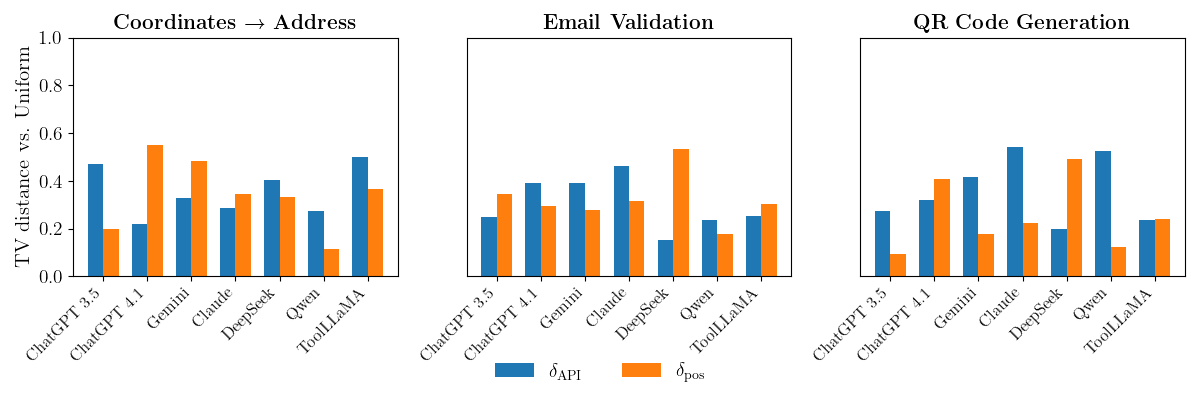 Coordinates → Address
Email Validation
QR Code Generation
TV distance vs. Uniform
1.0
0.8
0.6
0.4
0.2
0.0
ChatGPT 3.5
ChatGPT 4.1
Gemini
Claude
DeepSeek
Qwen
ToolLLaMA
ChatGPT 3.5
ChatGPT 4.1
Gemini
Claude
DeepSeek
Qwen
ToolLLaMA
ChatGPT 3.5
ChatGPT 4.1
Gemini
Claude
DeepSeek
Qwen
ToolLLaMA
δAPI
δpos